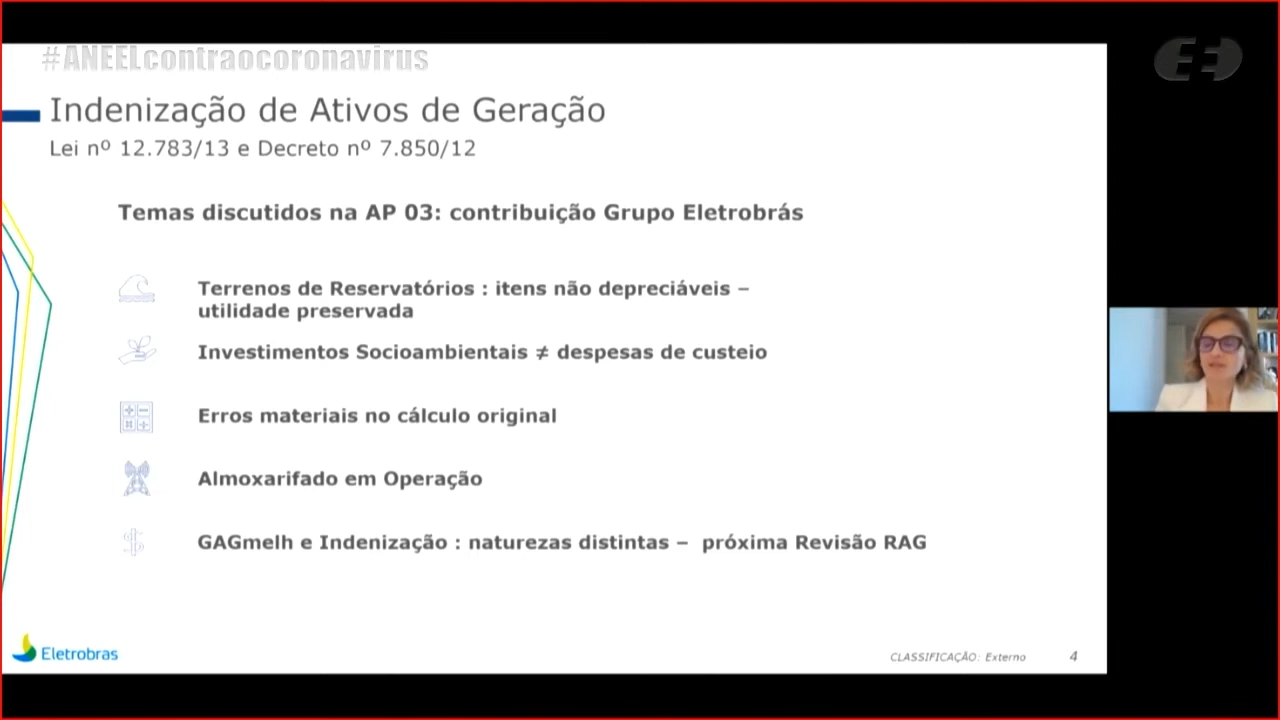 #ANEELcontraocoronavirus
Indenização de Ativos de Geração
Lei nº 12.783/13 e Decreto nº 7.850/12
Temas discutidos na AP 03: contribuição Grupo Eletrobrás
Terrenos de Reservatórios : itens não depreciáveis –
utilidade preservada
Investimentos Socioambientais ≠ despesas de custeio
Erros materiais no cálculo original
Almoxarifado em Operação
GAGmelh e Indenização : naturezas distintas – próxima Revisão RAG
Eletrobras
CLASSIFICAÇÃO: Externo 4